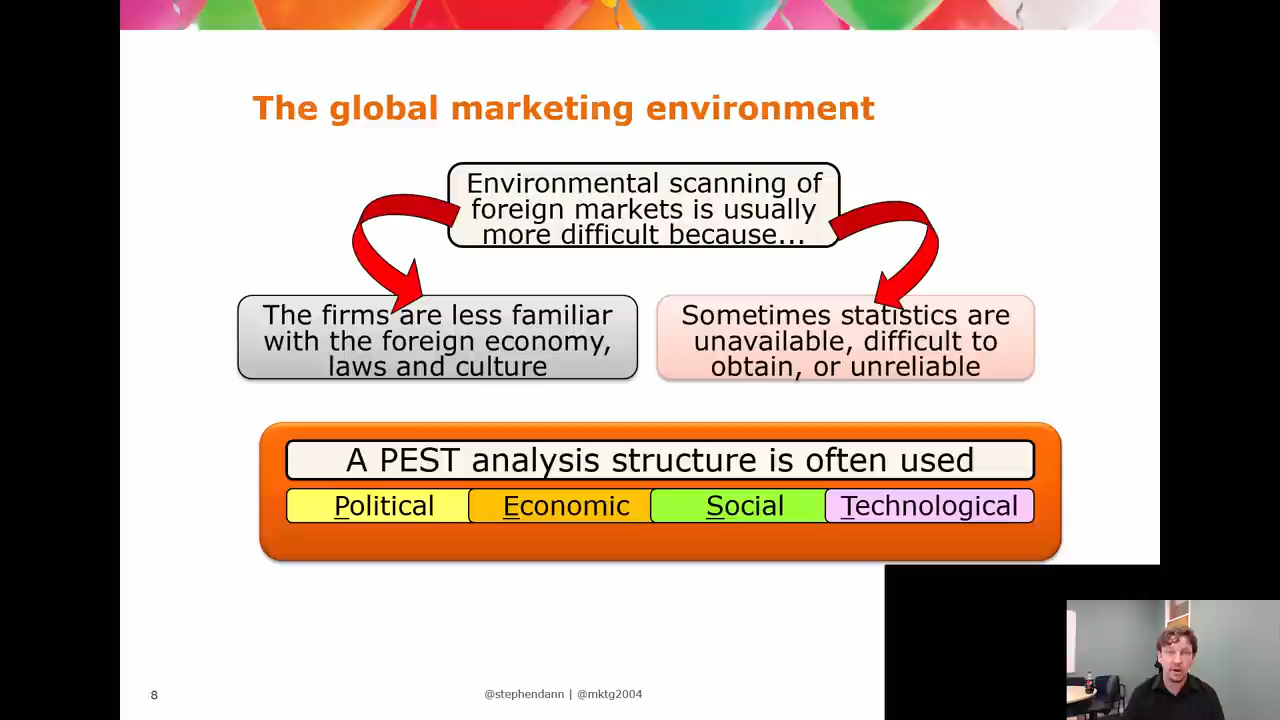 The global marketing environment
Environmental scanning of
foreign markets is usually
more difficult because...
The firms are less familiar
with the foreign economy,
laws and culture
Sometimes statistics are
unavailable, difficult to
obtain, or unreliable
A PEST analysis structure is often used
Political
Economic
Social
Technological
8
@stephendann | @mktg2004